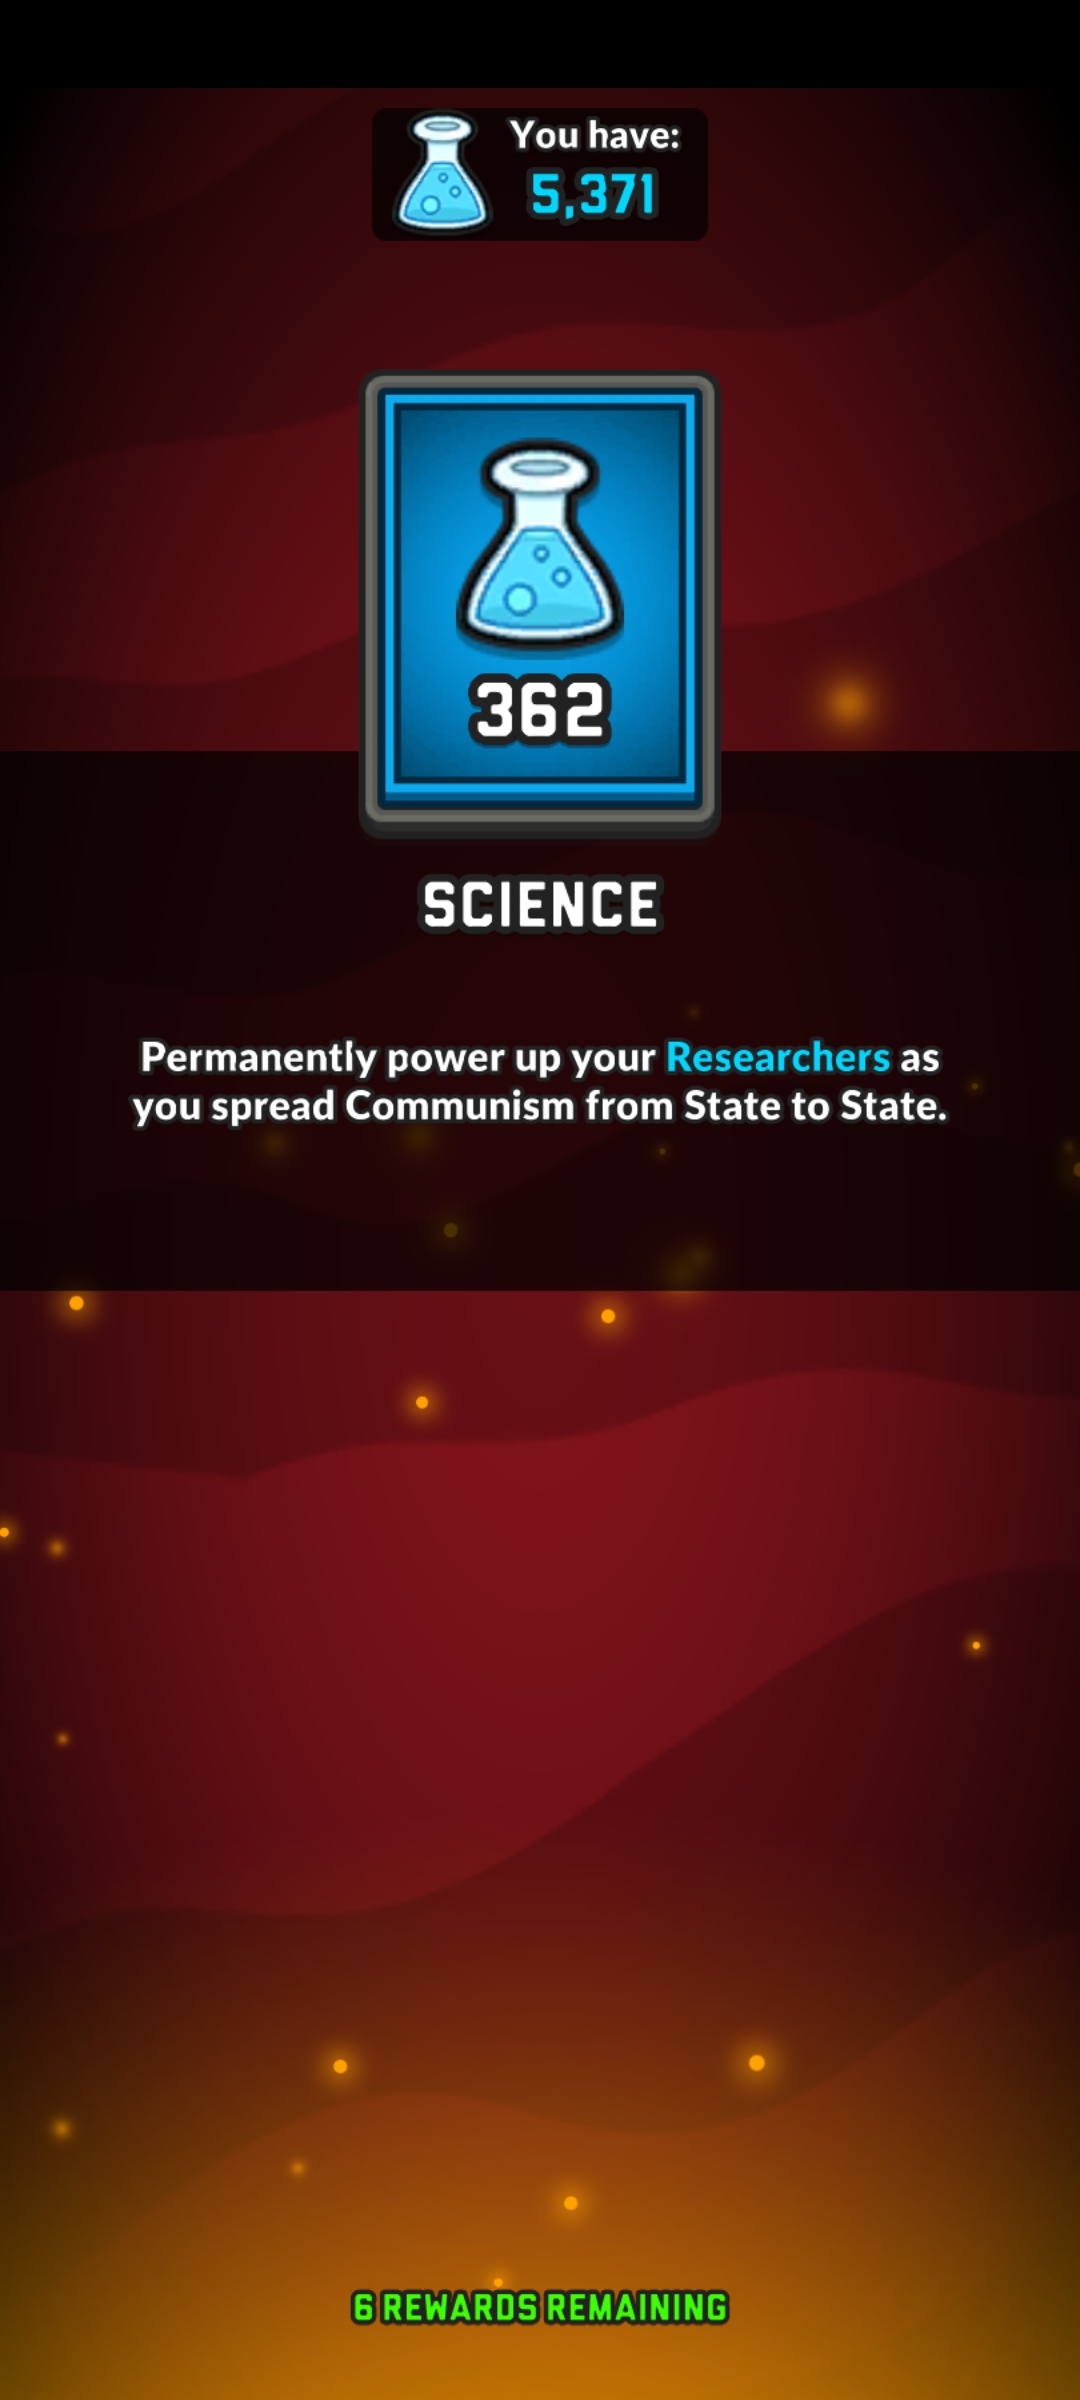 You have:
5,371
362
SCIENCE
Permanently power up your Researchers as
you spread Communism from State to State.
6 REWARDS REMAINING